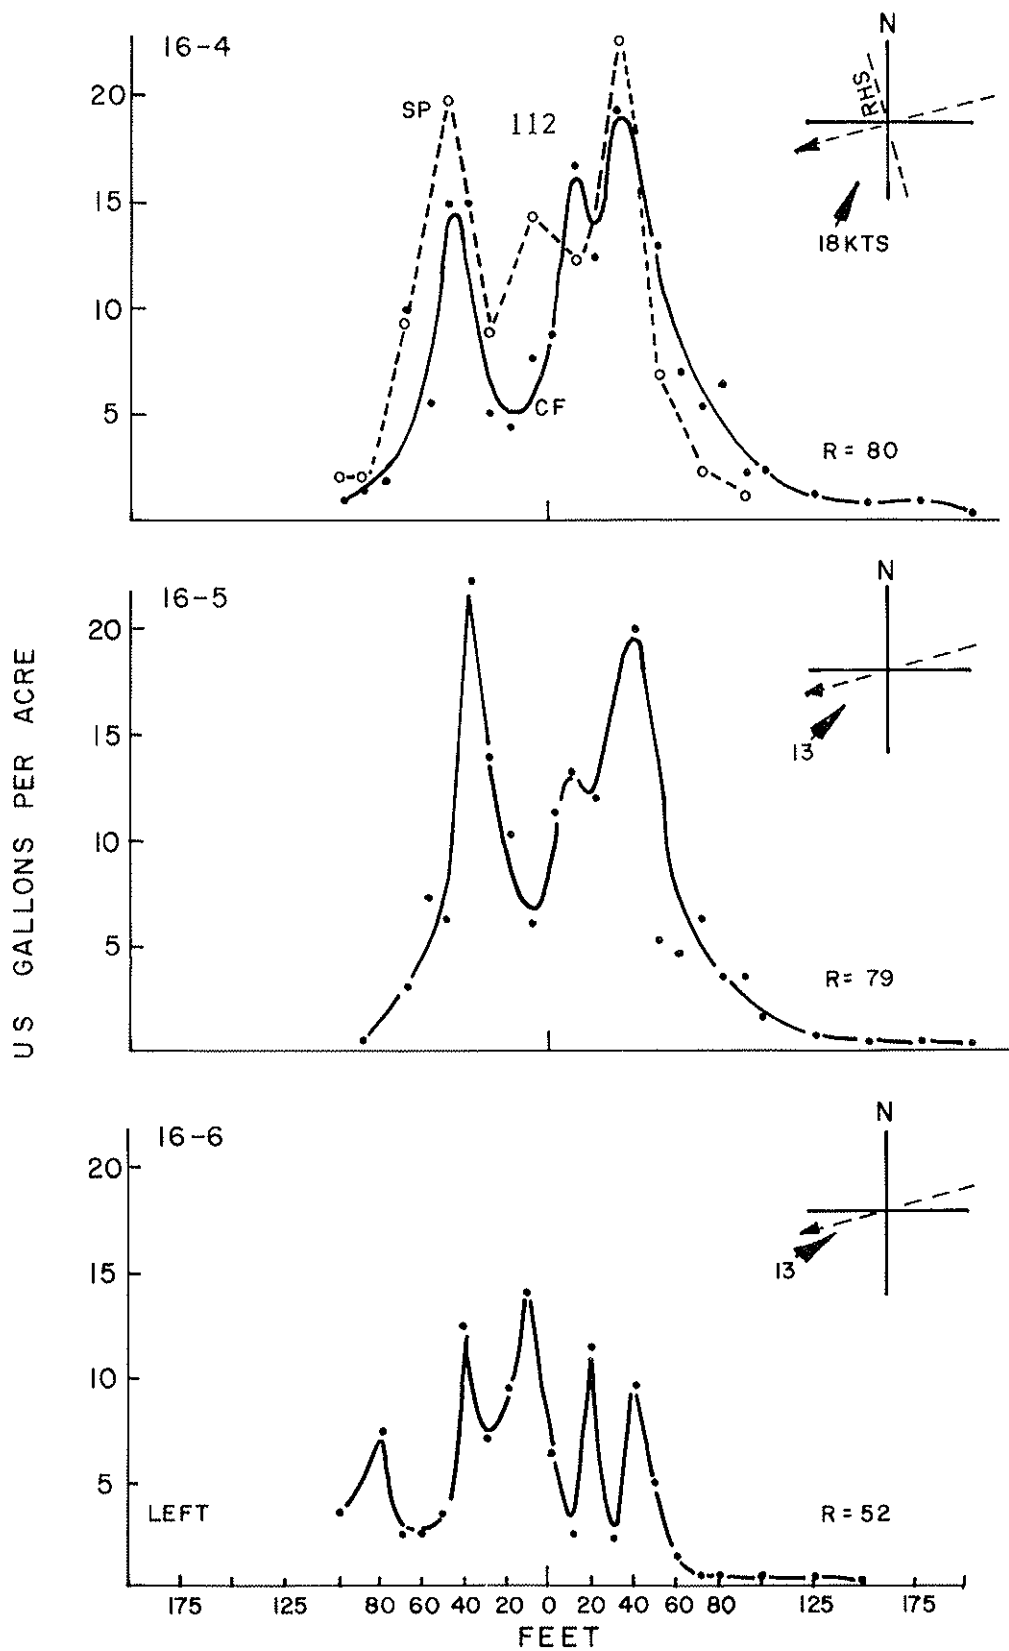 16-4
N
20
SP
112
RHS
15
18 KTS
10
CF
5
R = 80
16-5
N
20
15
13
10
5
R = 79
US GALLONS PER ACRE
16-6
N
20
15
13
10
5
LEFT
R = 52
175 125 80 60 40 20 0 20 40 60 80 175
FEET